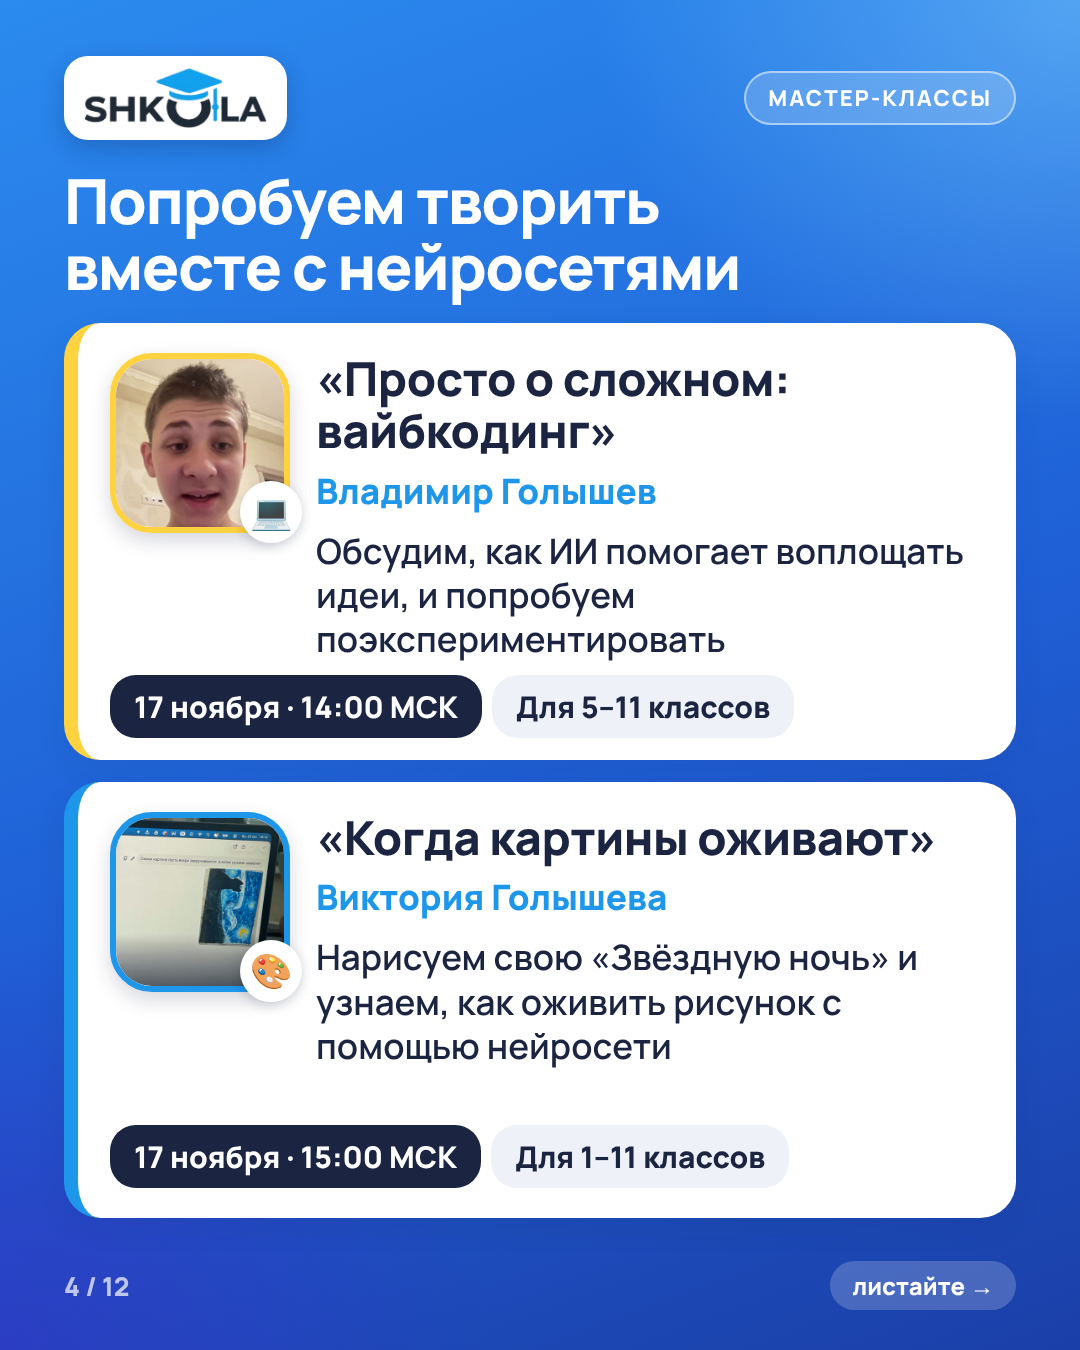 SHKOLA
МАСТЕР-КЛАССЫ
Попробуем творить
вместе с нейросетями
«Просто о сложном:
вайбкодинг»
Владимир Голышев
Обсудим, как ИИ помогает воплощать
идеи, и попробуем
поэкспериментировать
17 ноября · 14:00 МСК
Для 5–11 классов
«Когда картины оживают»
Виктория Голышева
Нарисуем свою «Звёздную ночь» и
узнаем, как оживить рисунок с
помощью нейросети
17 ноября · 15:00 МСК
Для 1–11 классов
4 / 12
листайте →